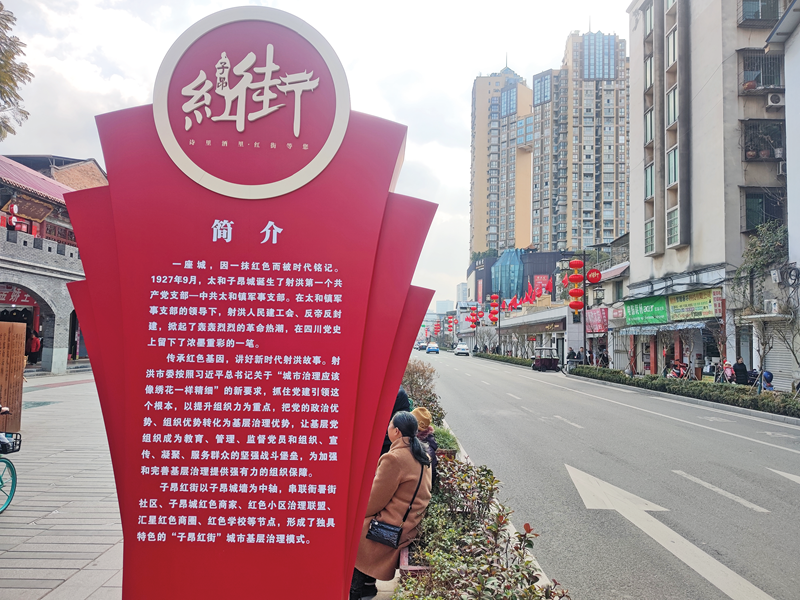 子昂
红街
诗里酒里·红街等您
简介
一座城，因一抹红色而被时代铭记。
1927年9月，太和子昂城诞生了射洪第一个共
产党支部—中共太和镇军事支部。在太和镇军
事支部的领导下，射洪人民建工会、反帝反封
建，掀起了轰轰烈烈的革命热潮，在四川党史
上留下了浓墨重彩的一笔。
传承红色基因，讲好新时代射洪故事。射
洪市委按照习近平总书记关于“城市治理应该
像绣花一样精细”的新要求，抓住党建引领这
个根本，以提升组织力为重点，把党的政治优
势、组织优势转化为基层治理优势，让基层党
组织成为教育、管理、监督党员和组织、宣
传、凝聚、服务群众的坚强战斗堡垒，为加强
和完善基层治理提供强有力的组织保障。
子昂红街以子昂城墙为中轴，串联衙署街
社区、子昂城红色商家、红色小区治理联盟、
汇星红色商圈、红色学校等节点，形成了独具
特色的“子昂红街”城市基层治理模式。